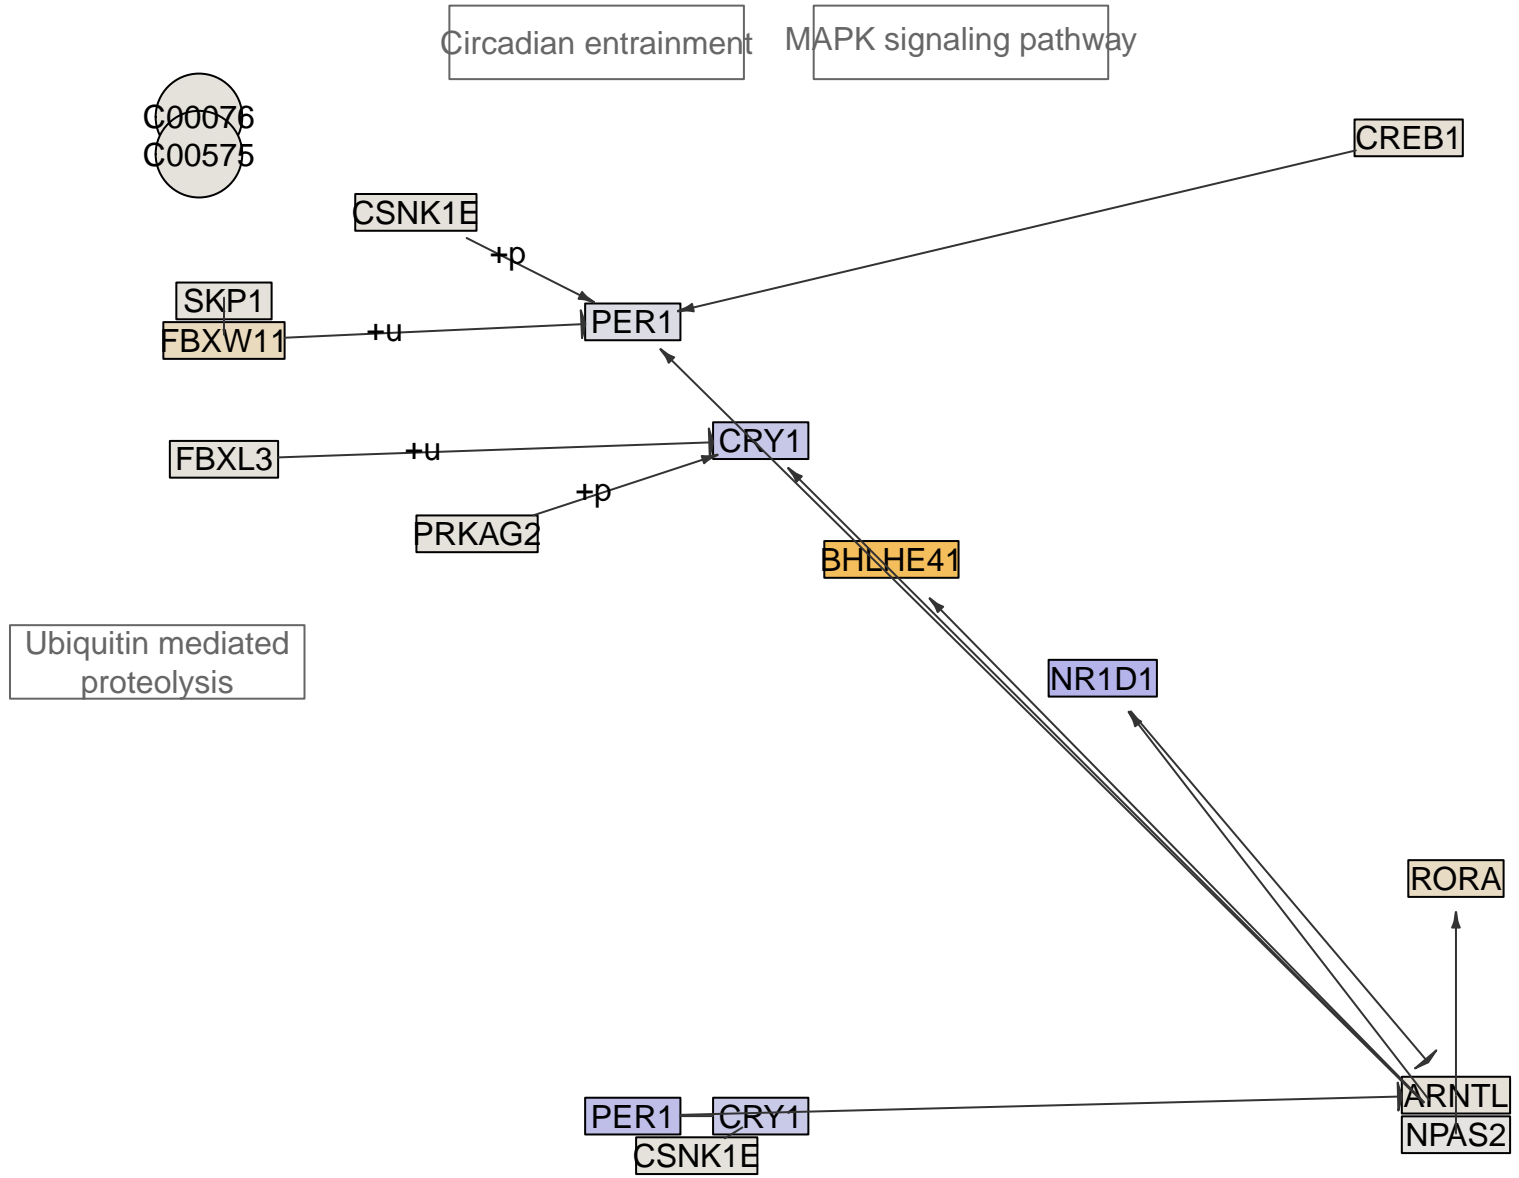 Circadian entrainment
MAPK signaling pathway
C00076
C00575
CREB1
CSNK1E
+p
SKP1
FBXW11
+u
PER1
FBXL3
+u
CRY1
PRKAG2
+p
BHLHE41
Ubiquitin mediated
proteolysis
NR1D1
RORA
ARNTL
NPAS2
PER1
CRY1
CSNK1E